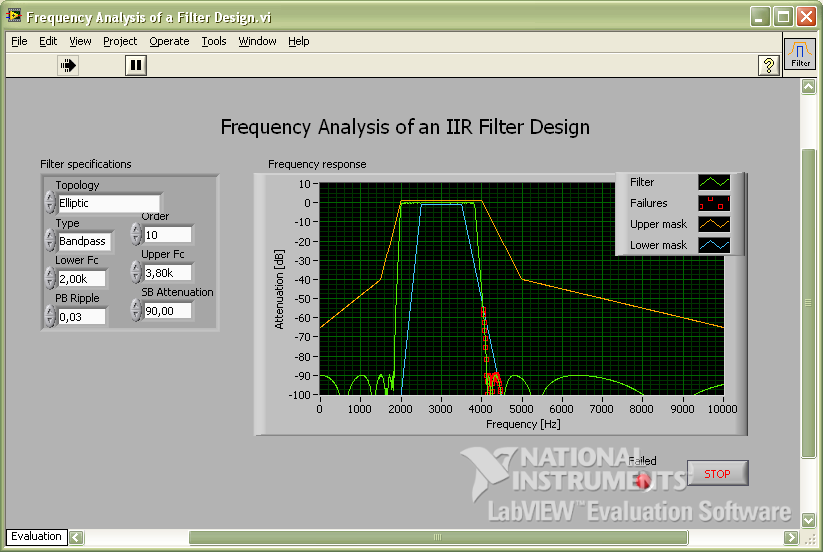 Frequency Analysis of a Filter Design.vi
File Edit View Project Operate Tools Window Help
?
Filter
Frequency Analysis of an IIR Filter Design
Filter specifications
Topology
Elliptic
Type
Bandpass
Order
10
Lower Fc
2,00k
Upper Fc
3,80k
PB Ripple
0,03
SB Attenuation
90,00
Frequency response
Filter
Failures
Upper mask
Lower mask
Attenuation [dB]
10
0
-10
-20
-30
-40
-50
-60
-70
-80
-90
-100
0 1000 2000 3000 4000 5000 6000 7000 8000 9000 10000
Frequency [Hz]
Failed
STOP
NATIONAL
INSTRUMENTS
LabVIEW™ Evaluation Software
Evaluation